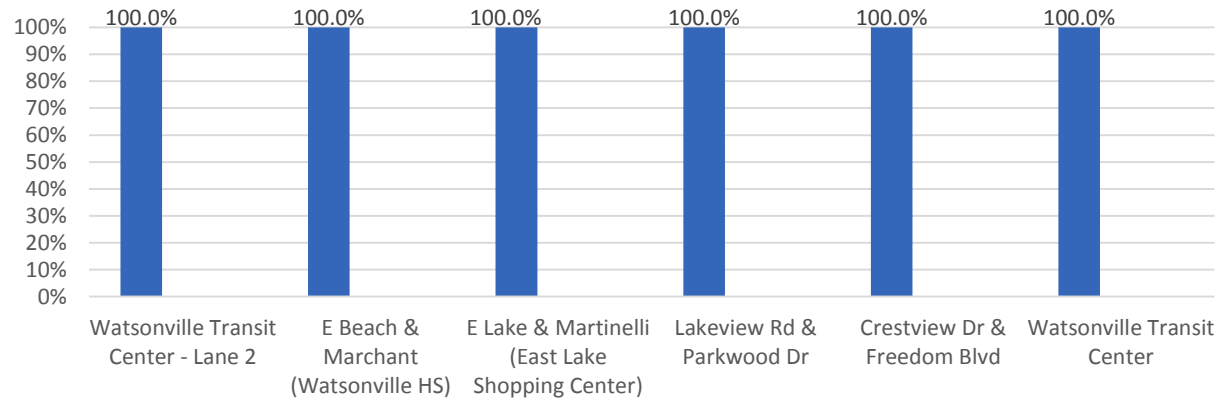 100.0% 100.0% 100.0% 100.0% 100.0% 100.0%
100%
90%
80%
70%
60%
50%
40%
30%
20%
10%
0%
Watsonville Transit
Center - Lane 2
E Beach &
Marchant
(Watsonville HS)
E Lake & Martinelli
(East Lake
Shopping Center)
Lakeview Rd &
Parkwood Dr
Crestview Dr &
Freedom Blvd
Watsonville Transit
Center